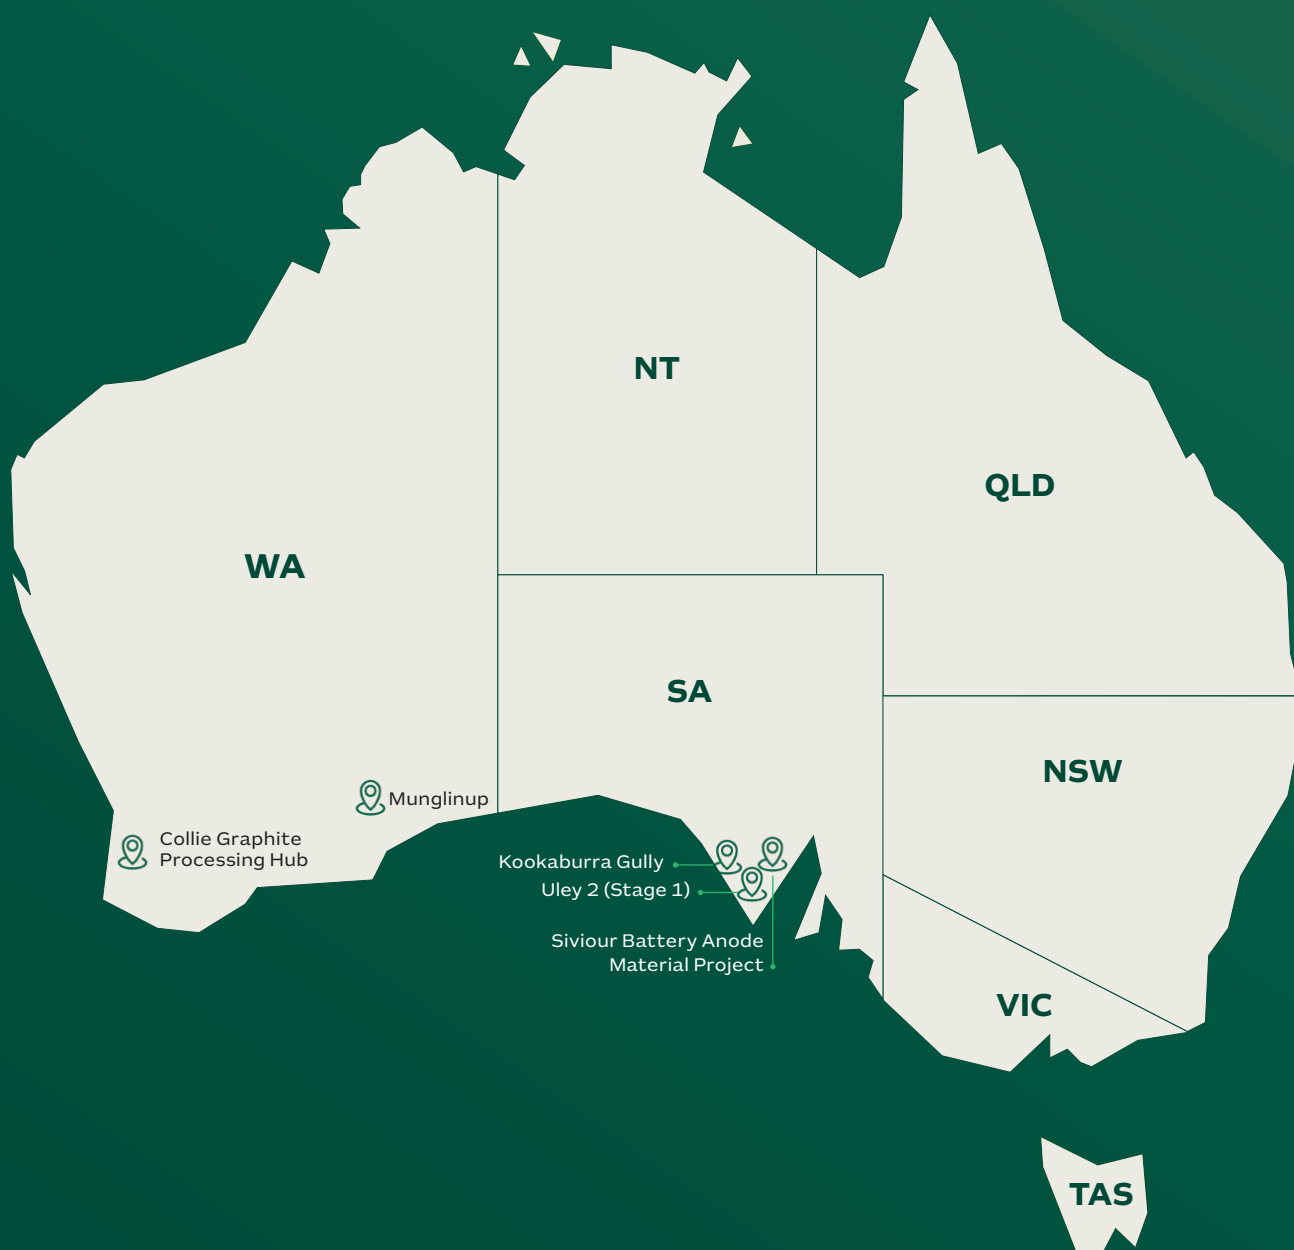 NT
QLD
WA
SA
NSW
Munglinup
Collie Graphite
Processing Hub
Kookaburra Gully
Uley 2 (Stage 1)
Siviour Battery Anode
Material Project
VIC
TAS